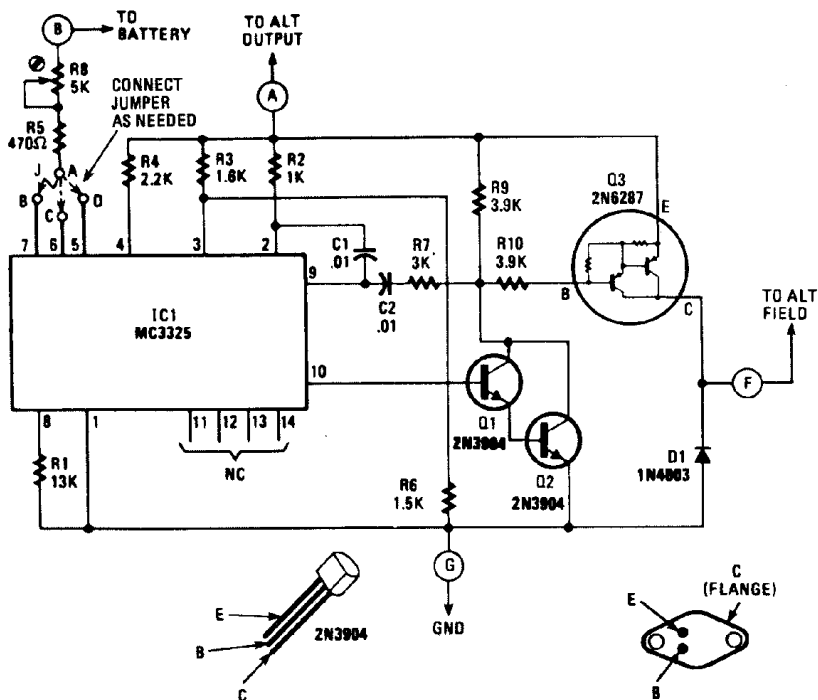 B
TO
BATTERY
TO ALT
OUTPUT
A
R8
5K
CONNECT
JUMPER
AS NEEDED
R5
470Ω
J
A
B
C
D
R4
2.2K
R3
1.6K
R2
1K
R9
3.9K
Q3
2N6287
E
7
6
5
4
3
2
C1
.01
R7
3K
R10
3.9K
9
C2
.01
B
C
TO ALT
FIELD
IC1
MC3325
10
F
Q1
2N3904
Q2
2N3904
D1
1N4003
8
1
11
12
13
14
NC
R1
13K
R6
1.5K
G
GND
E
B
C
2N3904
C
(FLANGE)
E
B